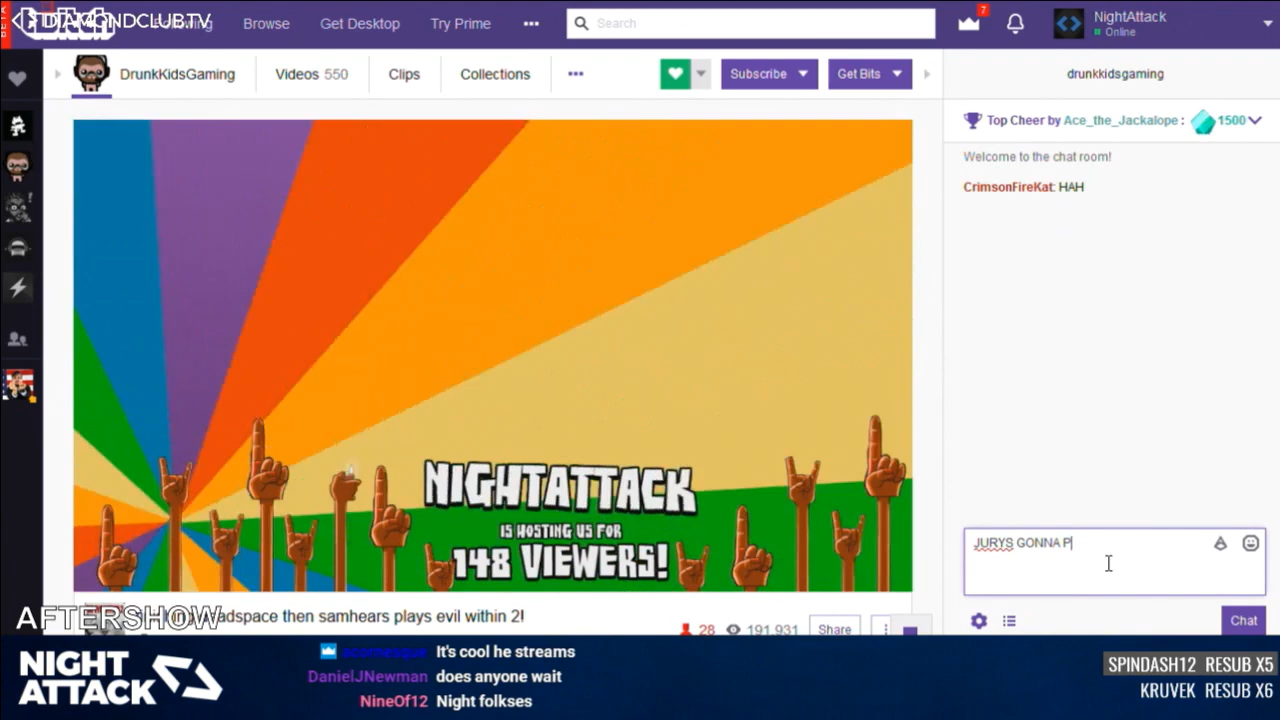 BETA
DIAMONDCLUBTV
Browse
Get Desktop
Try Prime
Search
7
NightAttack
Online
DrunkKidsGaming
Videos 550
Clips
Collections
Subscribe
Get Bits
drunkkidsgaming
Top Cheer by Ace_the_Jackalope : 1500
Welcome to the chat room!
CrimsonFireKat: HAH
NIGHTATTACK
IS HOSTING US FOR
148 VIEWERS!
JURYS GONNA P
AFTERSHOW
then samhears plays evil within 2!
28
191,931
Share
Chat
NIGHT
ATTACK
It's cool he streams
DanielJNewman does anyone wait
NineOf12 Night folkses
SPINDASH12 RESUB X5
KRUVEK RESUB X6